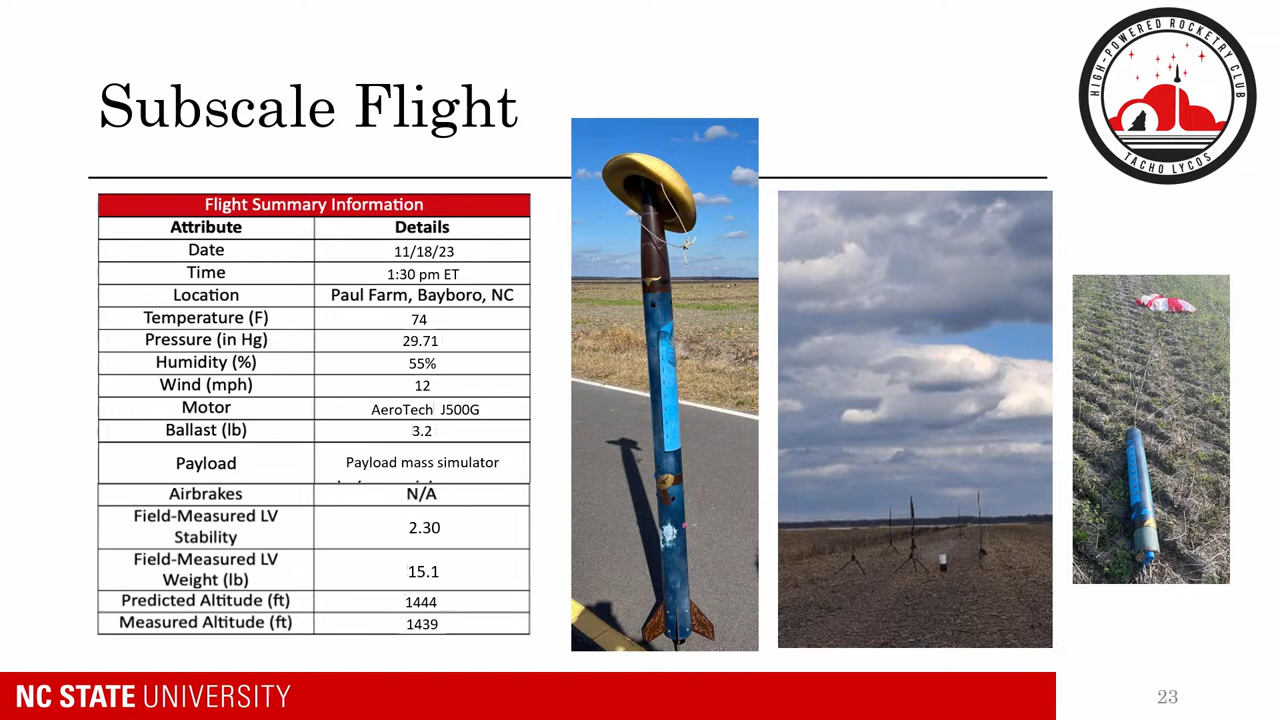 HIGH-POWERED ROCKETRY CLUB
TACHO LYCOS
Subscale Flight
Flight Summary Information
Attribute Details
Date 11/18/23
Time 1:30 pm ET
Location Paul Farm, Bayboro, NC
Temperature (F) 74
Pressure (in Hg) 29.71
Humidity (%) 55%
Wind (mph) 12
Motor AeroTech J500G
Ballast (lb) 3.2
Payload Payload mass simulator
Airbrakes N/A
Field-Measured LV
Stability 2.30
Field-Measured LV
Weight (lb) 15.1
Predicted Altitude (ft) 1444
Measured Altitude (ft) 1439
NC STATE UNIVERSITY
23